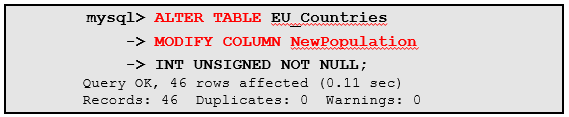 mysql> ALTER TABLE EU_Countries
-> MODIFY COLUMN NewPopulation
-> INT UNSIGNED NOT NULL;
Query OK, 46 rows affected (0.11 sec)
Records: 46  Duplicates: 0  Warnings: 0